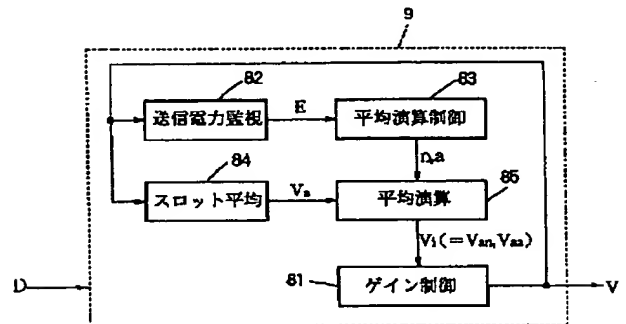 9
82
83
送信電力監視
E
平均演算制御
84
n,a
スロット平均
Vs
平均演算
85
Vi(=Van,Vaa)
D
81
ゲイン制御
V